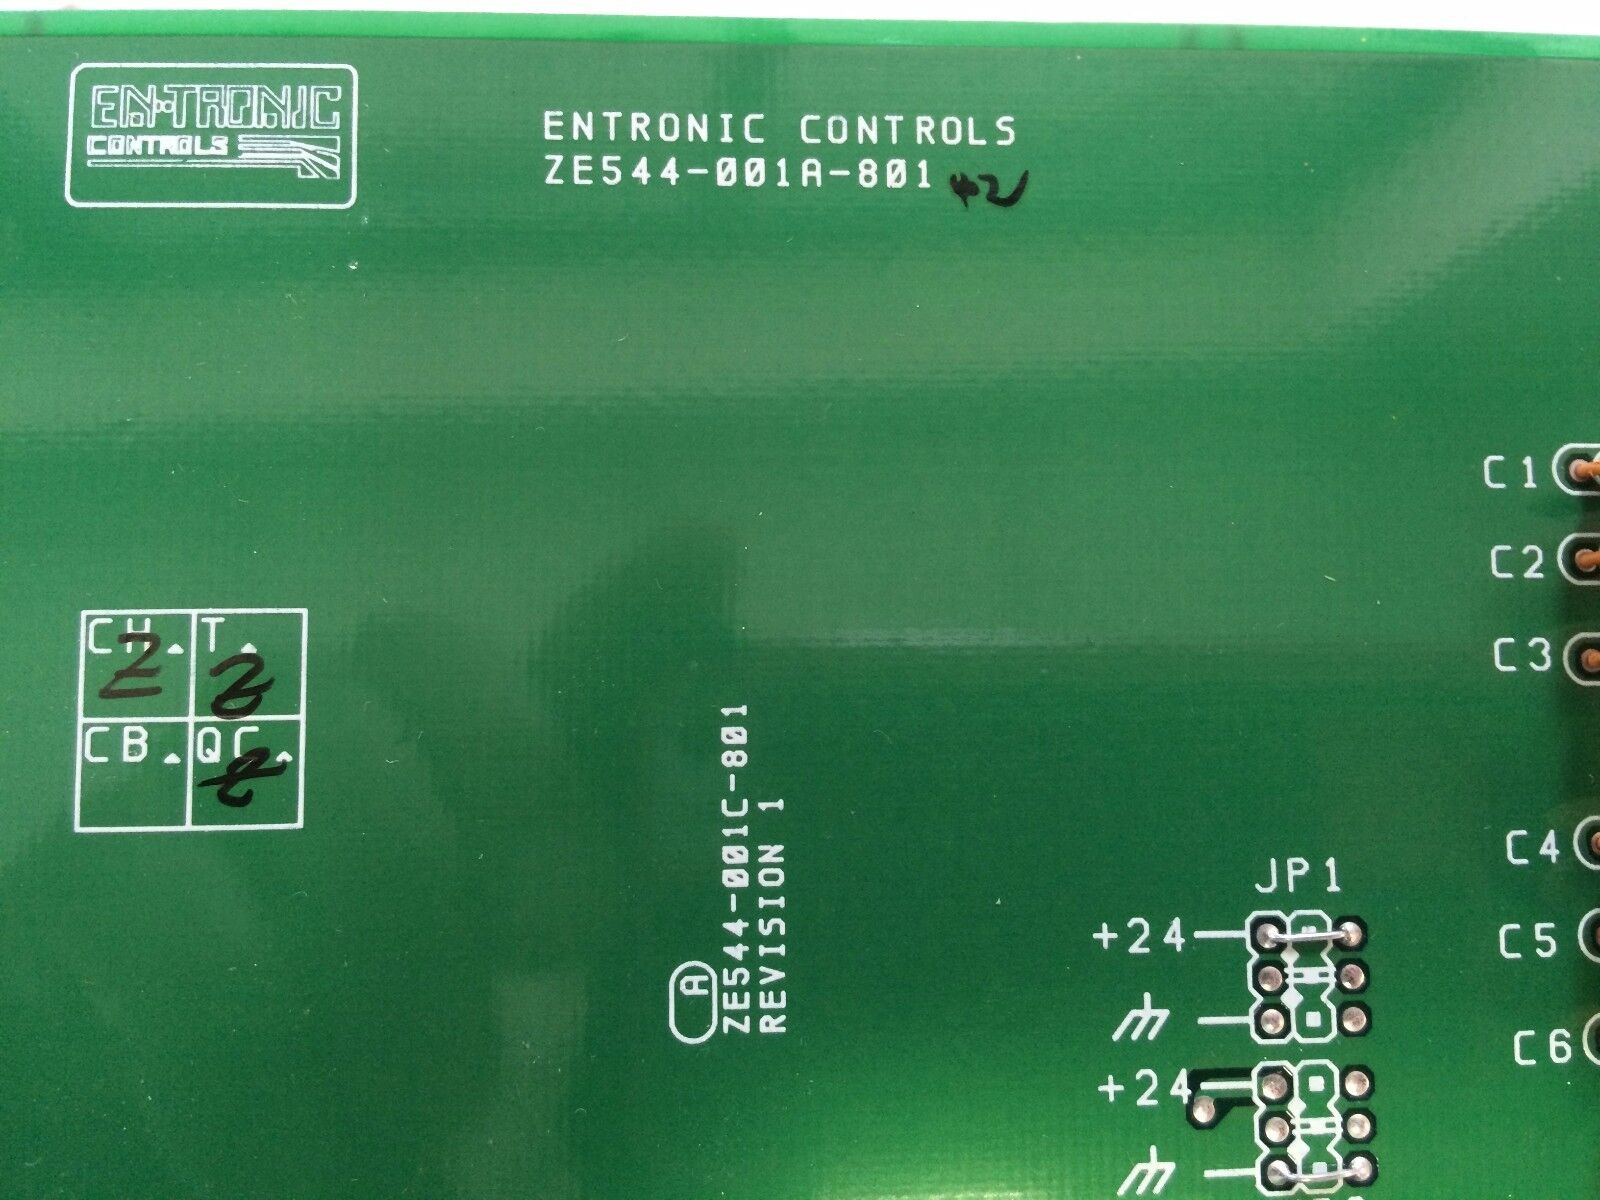 EN-TRONIC
CONTROLS
ENTRONIC CONTROLS
ZE544-001A-801 42
C1
C2
C3
CH. T.
Z
CB. QC.
ZE544-001C-801
REVISION 1
A
C4
JP1
+24
C5
C6
+24